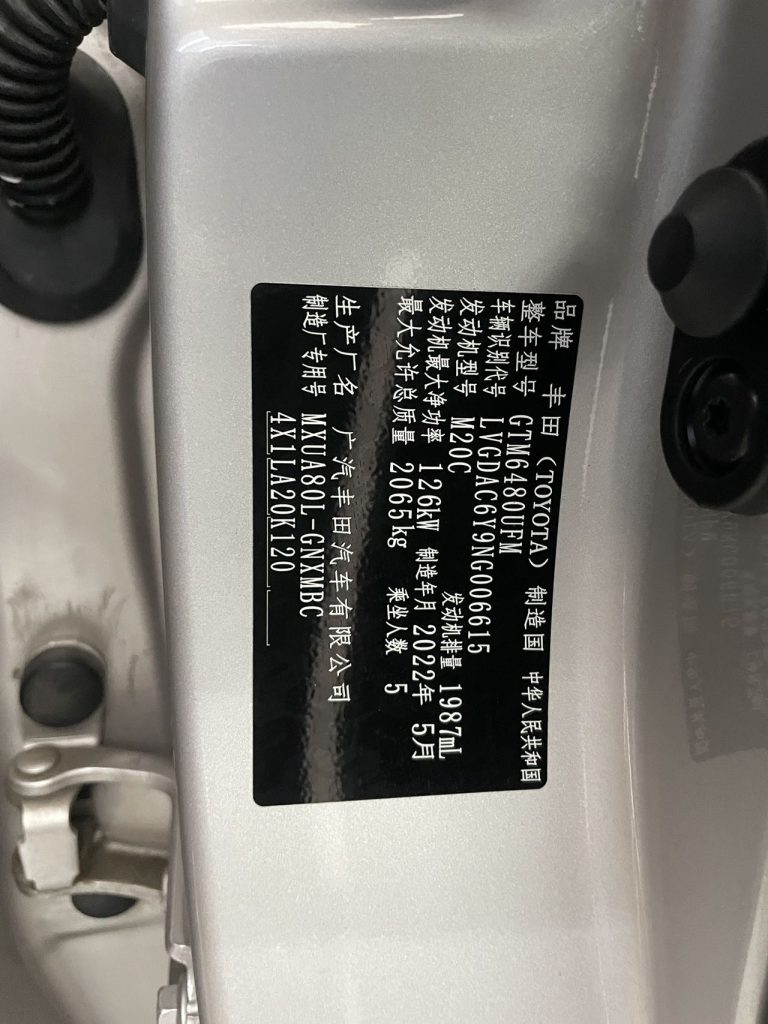 品牌 丰田（TOYOTA） 制造国 中华人民共和国
整车型号 GTM6480UFM
车辆识别代号 LVGDAC6Y9NG006615
发动机型号 M20C 发动机排量 1987mL
发动机最大净功率 126kW 制造年月 2022年 5月
最大允许总质量 2065kg 乘坐人数 5
生产厂名 广汽丰田汽车有限公司
制造厂专用号 MXUA80L-GNXMBC
4X1LA20K120